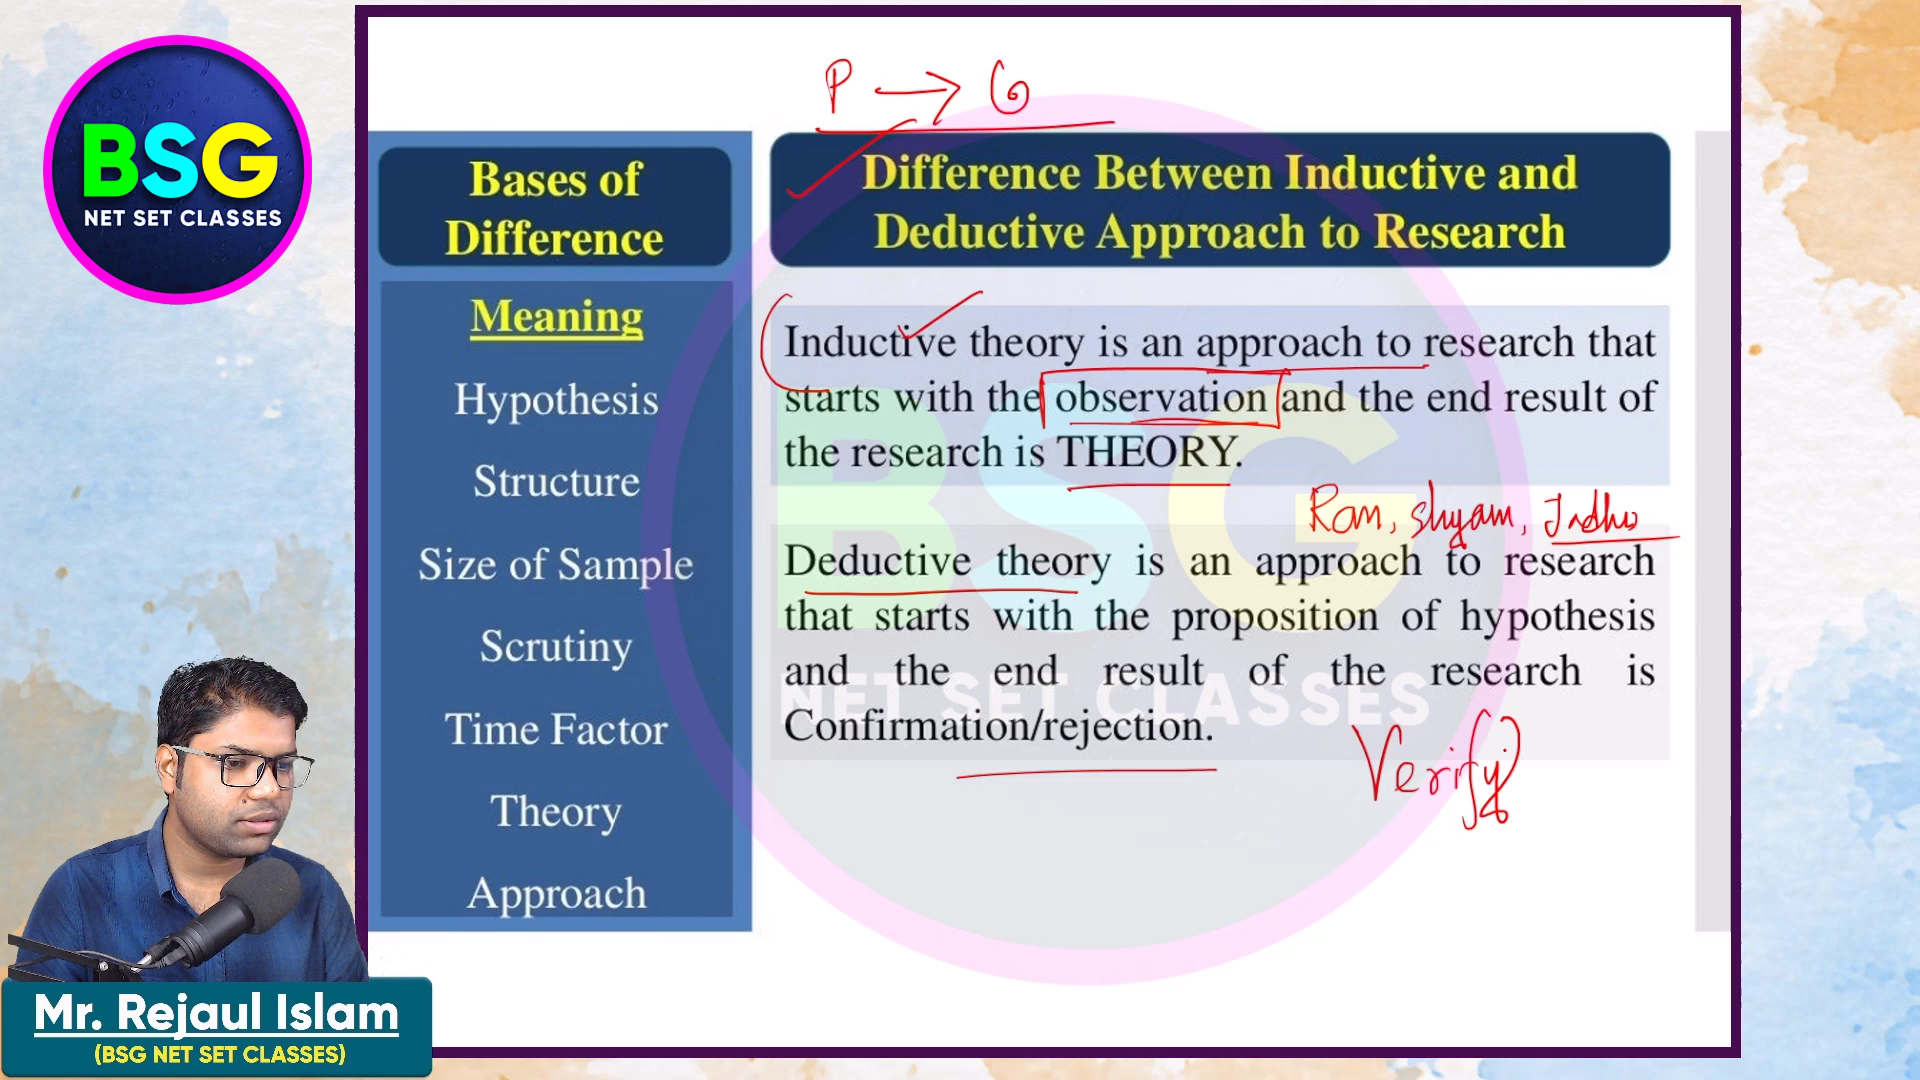 BSG
NET SET CLASSES
P → G
Bases of
Difference
Meaning
Hypothesis
Structure
Size of Sample
Scrutiny
Time Factor
Theory
Approach
Difference Between Inductive and
Deductive Approach to Research
Inductive theory is an approach to research that
starts with the observation and the end result of
the research is THEORY.
Ram, Shyam,
Deductive theory is an approach to research
that starts with the proposition of hypothesis
and the end result of the research is
Confirmation/rejection.
Verify
BSG
NET SET CLASSES
Mr. Rejaul Islam
(BSG NET SET CLASSES)